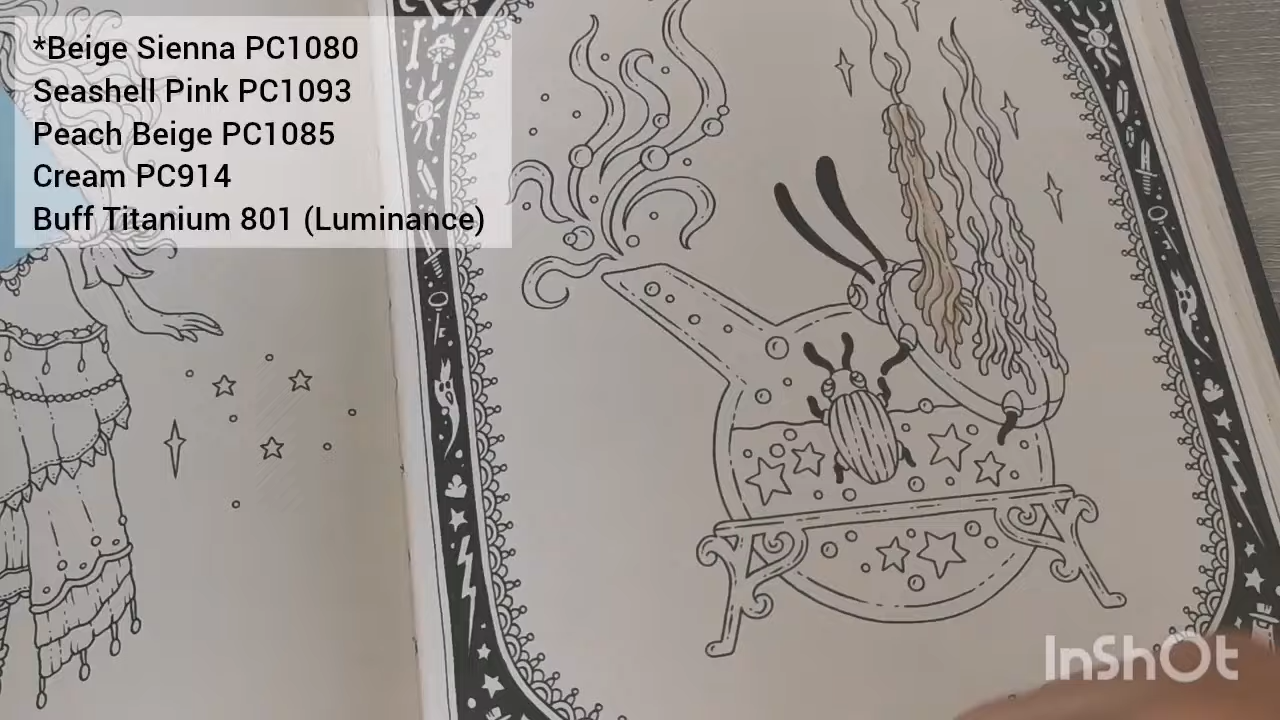 *Beige Sienna PC1080
Seashell Pink PC1093
Peach Beige PC1085
Cream PC914
Buff Titanium 801 (Luminance)
InShOt